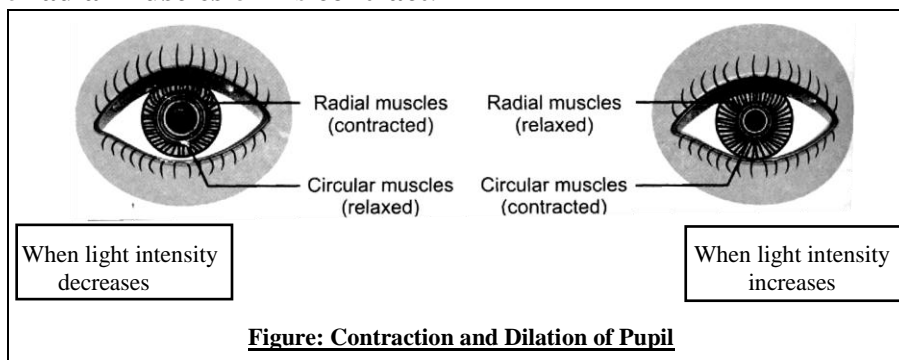 Radial muscles
(contracted)
Circular muscles
(relaxed)
Radial muscles
(relaxed)
Circular muscles
(contracted)
When light intensity
decreases
When light intensity
increases
Figure: Contraction and Dilation of Pupil